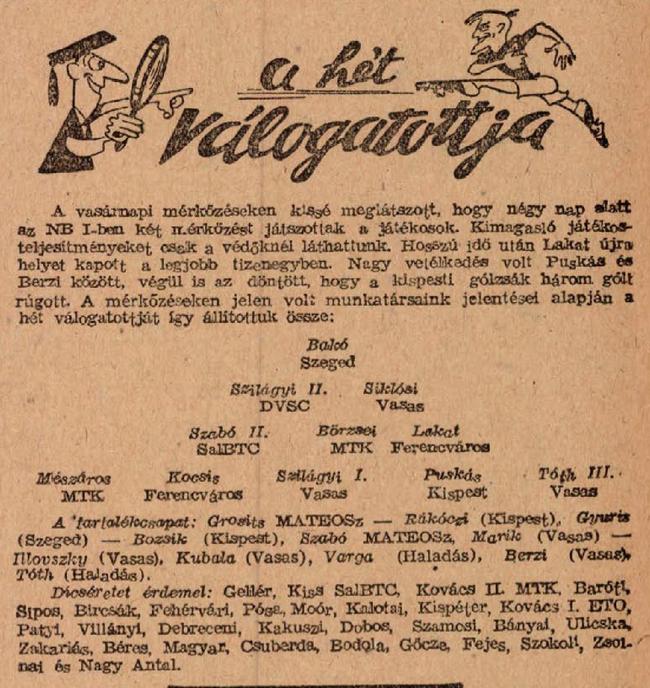 a hét
válogatottja
A vasárnapi mérkőzéseken kissé meglátszott, hogy négy nap alatt
az NB I-ben két mérkőzést játszottak a játékosok. Kimagasló játékos-
teljesítményeket csak a védőknél láthattunk. Hosszú idő után Lakat újra
helyet kapott a legjobb tizenegyben. Nagy vetélkedés volt Puskás és
Berzi között, végül is az döntött, hogy a kispesti gólzsák három gólt
rúgott. A mérkőzéseken jelen volt munkatársaink jelentései alapján a
hét válogatottját így állítottuk össze:
Bakó
Szeged
Szilágyi II. Siklósi
DVSC Vasas
Szabó II. Börzsei Lakat
SalBTC MTK Ferencváros
Mészáros Kocsis Szilágyi I. Puskás Tóth III.
MTK Ferencváros Vasas Kispest Vasas
A tartalékcsapat: Grosits MATEOSz — Rákóczi (Kispest), Gyuris
(Szeged) — Bozsik (Kispest), Szabó MATEOSz, Marik (Vasas) —
Illovszky (Vasas), Kubala (Vasas), Varga (Haladás), Berzi (Vasas),
Tóth (Haladás).
Dícséretet érdemel: Gellér, Kiss SalBTC, Kovács II. MTK, Baróti,
Sipos, Bircsák, Fehérvári, Pósa, Moór, Kalotai, Kispéter, Kovács I. ETO,
Patyi, Villányi, Debreceni, Kakuszi, Dobos, Szamosi, Bányai, Ulicska,
Zakariás, Béres, Magyar, Csuberda, Bodola, Göcze, Fejes, Szokoli, Zsol-
nai és Nagy Antal.